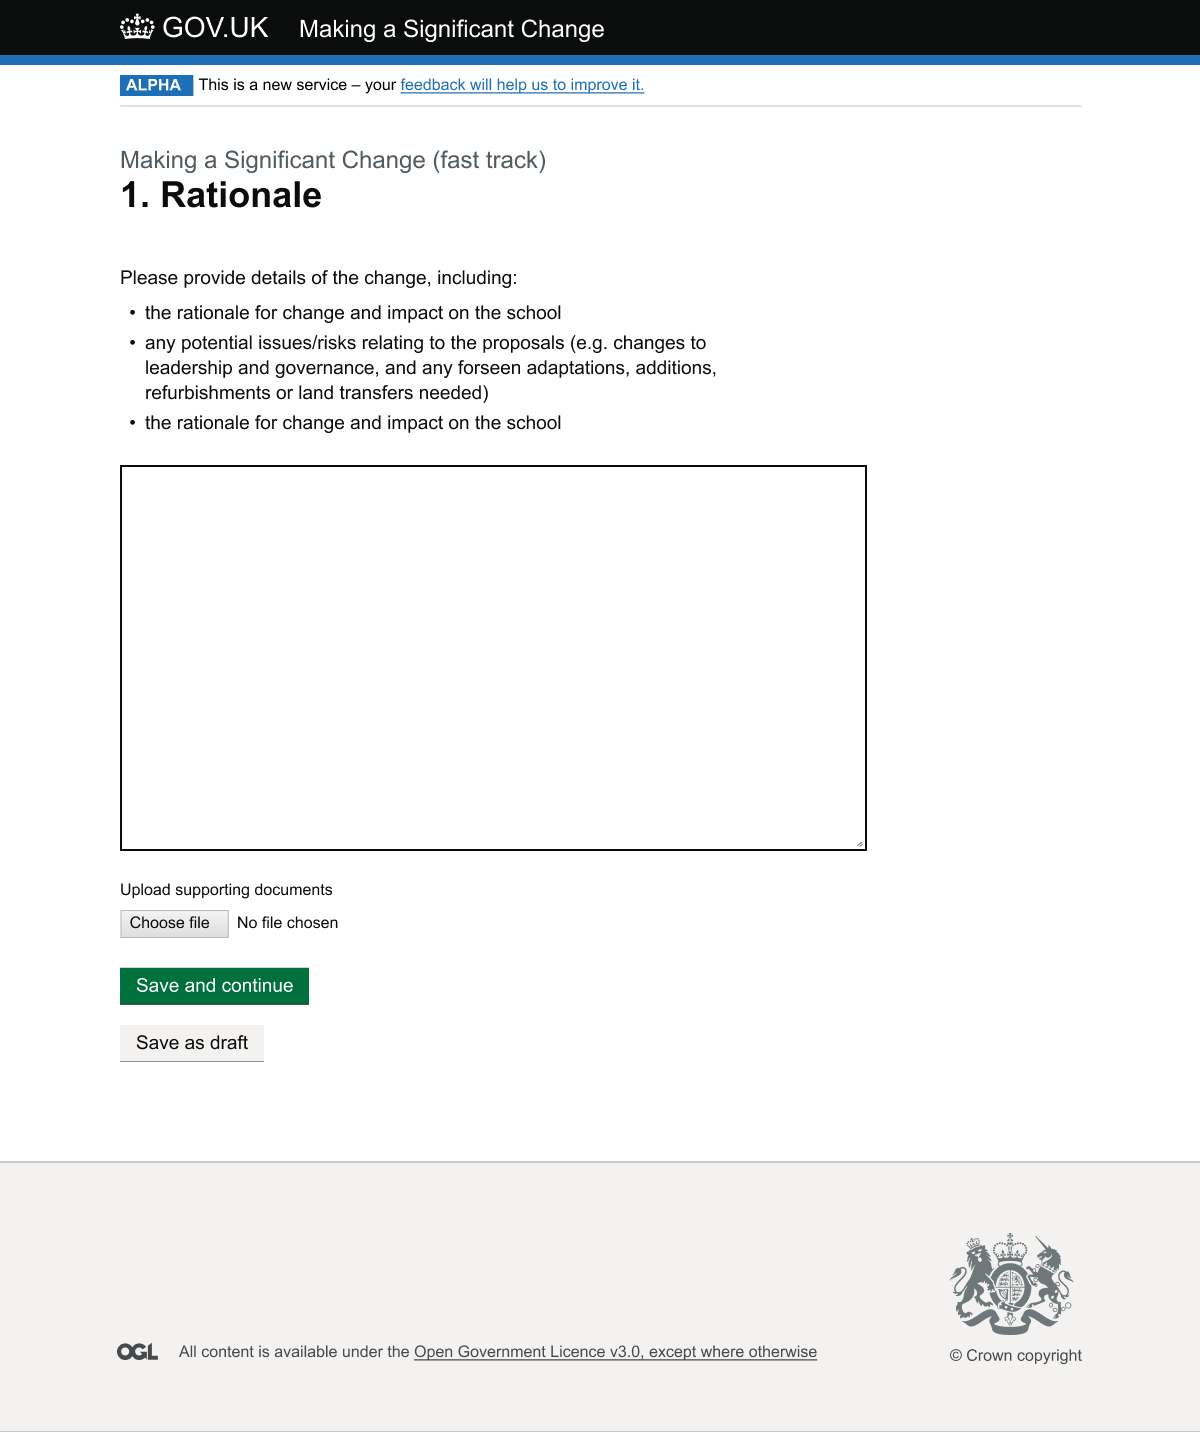 GOV.UK Making a Significant Change
ALPHA This is a new service – your feedback will help us to improve it.
Making a Significant Change (fast track)
1. Rationale
Please provide details of the change, including:
• the rationale for change and impact on the school
• any potential issues/risks relating to the proposals (e.g. changes to
leadership and governance, and any forseen adaptations, additions,
refurbishments or land transfers needed)
• the rationale for change and impact on the school
Upload supporting documents
Choose file No file chosen
Save and continue
Save as draft
OGL All content is available under the Open Government Licence v3.0, except where otherwise
© Crown copyright